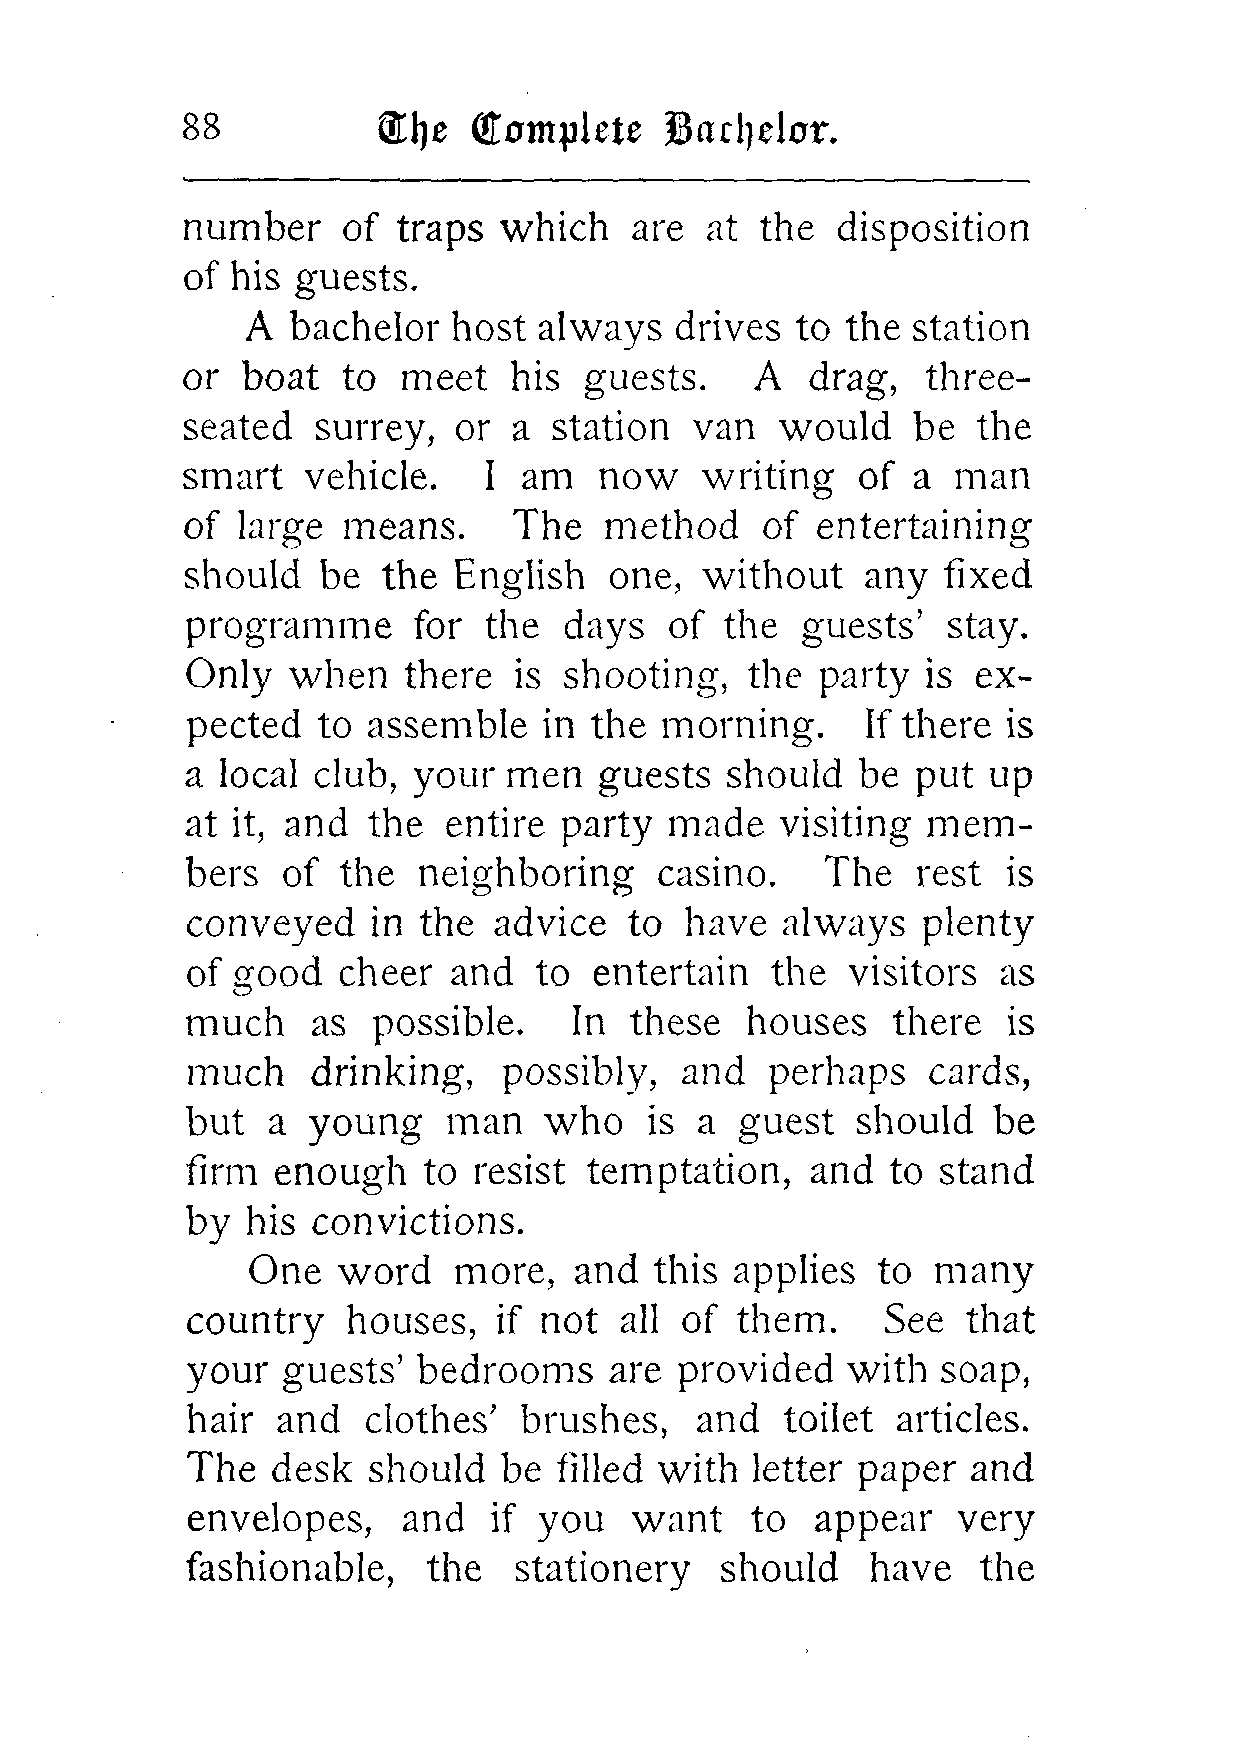 88 The Complete Bachelor.
number of traps which are at the disposition
of his guests.
A bachelor host always drives to the station
or boat to meet his guests. A drag, three-
seated surrey, or a station van would be the
smart vehicle. I am now writing of a man
of large means. The method of entertaining
should be the English one, without any fixed
programme for the days of the guests' stay.
Only when there is shooting, the party is ex-
pected to assemble in the morning. If there is
a local club, your men guests should be put up
at it, and the entire party made visiting mem-
bers of the neighboring casino. The rest is
conveyed in the advice to have always plenty
of good cheer and to entertain the visitors as
much as possible. In these houses there is
much drinking, possibly, and perhaps cards,
but a young man who is a guest should be
firm enough to resist temptation, and to stand
by his convictions.
One word more, and this applies to many
country houses, if not all of them. See that
your guests' bedrooms are provided with soap,
hair and clothes' brushes, and toilet articles.
The desk should be filled with letter paper and
envelopes, and if you want to appear very
fashionable, the stationery should have the